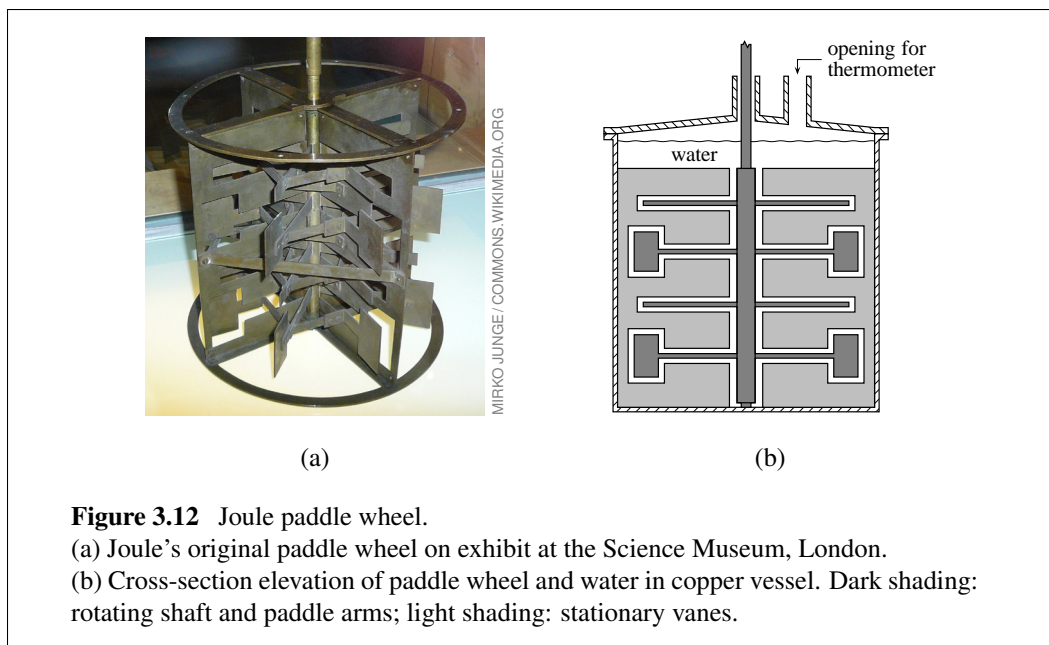 MIRKO JUNGE / COMMONS.WIKIMEDIA.ORG
opening for
thermometer
water
(a)
(b)
Figure 3.12 Joule paddle wheel.
(a) Joule’s original paddle wheel on exhibit at the Science Museum, London.
(b) Cross-section elevation of paddle wheel and water in copper vessel. Dark shading:
rotating shaft and paddle arms; light shading: stationary vanes.